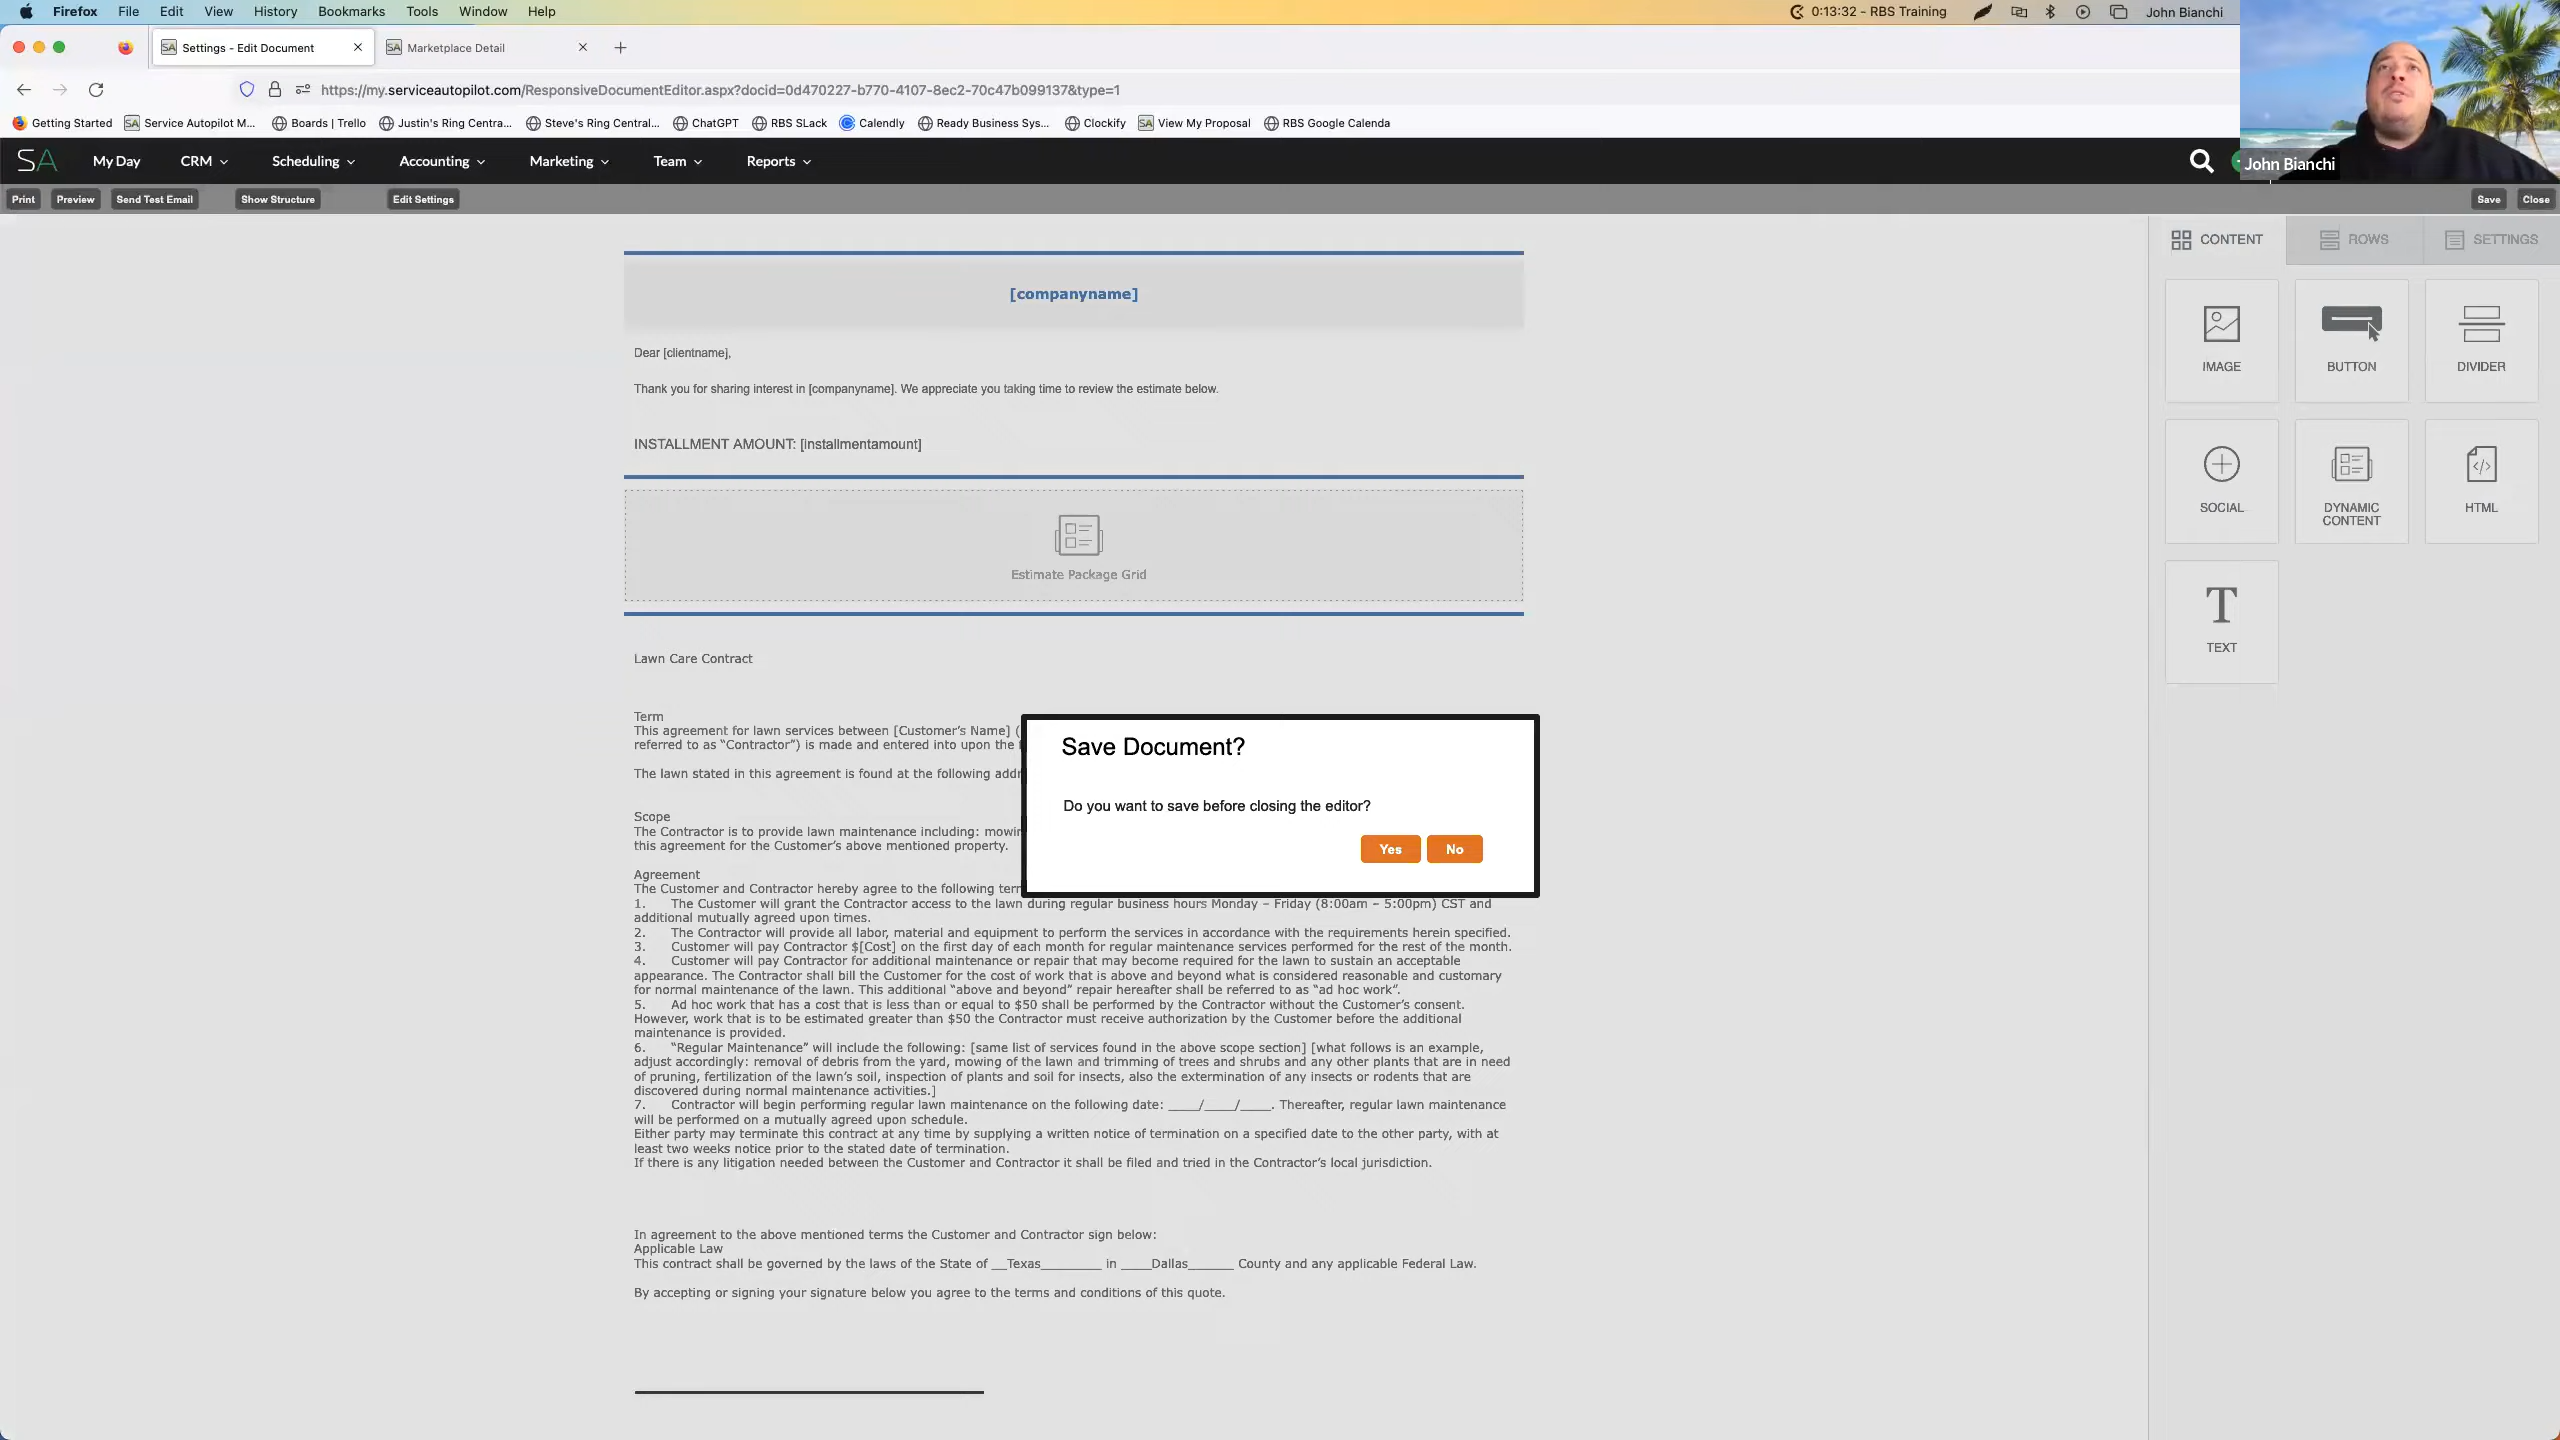 Firefox File Edit View History Bookmarks Tools Window Help 0:13:32 - RBS Training John Bianchi
SA Settings - Edit Document SA Marketplace Detail
https://my.serviceautopilot.com/ResponsiveDocumentEditor.aspx?docid=0d470227-b770-4107-8ec2-70c47b099137&type=1
Getting Started SA Service Autopilot M... Boards | Trello Justin's Ring Centra... Steve's Ring Central... ChatGPT RBS SLack Calendly Ready Business Sys... Clockify SA View My Proposal RBS Google Calenda
SA My Day CRM Scheduling Accounting Marketing Team Reports
John Bianchi
Print Preview Send Test Email Show Structure Edit Settings Save Close
CONTENT ROWS SETTINGS
[companyname]
Dear [clientname],
Thank you for sharing interest in [companyname]. We appreciate you taking time to review the estimate below.
INSTALLMENT AMOUNT: [installmentamount]
Estimate Package Grid
IMAGE BUTTON DIVIDER
SOCIAL DYNAMIC CONTENT HTML
TEXT
Lawn Care Contract
Term
This agreement for lawn services between [Customer's Name] (
referred to as “Contractor”) is made and entered into upon the
The lawn stated in this agreement is found at the following addr
Scope
The Contractor is to provide lawn maintenance including: mowin
this agreement for the Customer's above mentioned property.
Agreement
The Customer and Contractor hereby agree to the following tern
Save Document?
Do you want to save before closing the editor?
Yes No
1. The Customer will grant the Contractor access to the lawn during regular business hours Monday – Friday (8:00am – 5:00pm) CST and
additional mutually agreed upon times.
2. The Contractor will provide all labor, material and equipment to perform the services in accordance with the requirements herein specified.
3. Customer will pay Contractor $[Cost] on the first day of each month for regular maintenance services performed for the rest of the month.
4. Customer will pay Contractor for additional maintenance or repair that may become required for the lawn to sustain an acceptable
appearance. The Contractor shall bill the Customer for the cost of work that is above and beyond what is considered reasonable and customary
for normal maintenance of the lawn. This additional “above and beyond” repair hereafter shall be referred to as “ad hoc work”.
5. Ad hoc work that has a cost that is less than or equal to $50 shall be performed by the Contractor without the Customer's consent.
However, work that is to be estimated greater than $50 the Contractor must receive authorization by the Customer before the additional
maintenance is provided.
6. “Regular Maintenance” will include the following: [same list of services found in the above scope section] [what follows is an example,
adjust accordingly: removal of debris from the yard, mowing of the lawn and trimming of trees and shrubs and any other plants that are in need
of pruning, fertilization of the lawn's soil, inspection of plants and soil for insects, also the extermination of any insects or rodents that are
discovered during normal maintenance activities.]
7. Contractor will begin performing regular lawn maintenance on the following date: ____/____/____. Thereafter, regular lawn maintenance
will be performed on a mutually agreed upon schedule.
Either party may terminate this contract at any time by supplying a written notice of termination on a specified date to the other party, with at
least two weeks notice prior to the stated date of termination.
If there is any litigation needed between the Customer and Contractor it shall be filed and tried in the Contractor's local jurisdiction.
In agreement to the above mentioned terms the Customer and Contractor sign below:
Applicable Law
This contract shall be governed by the laws of the State of __Texas________ in ____Dallas______ County and any applicable Federal Law.
By accepting or signing your signature below you agree to the terms and conditions of this quote.